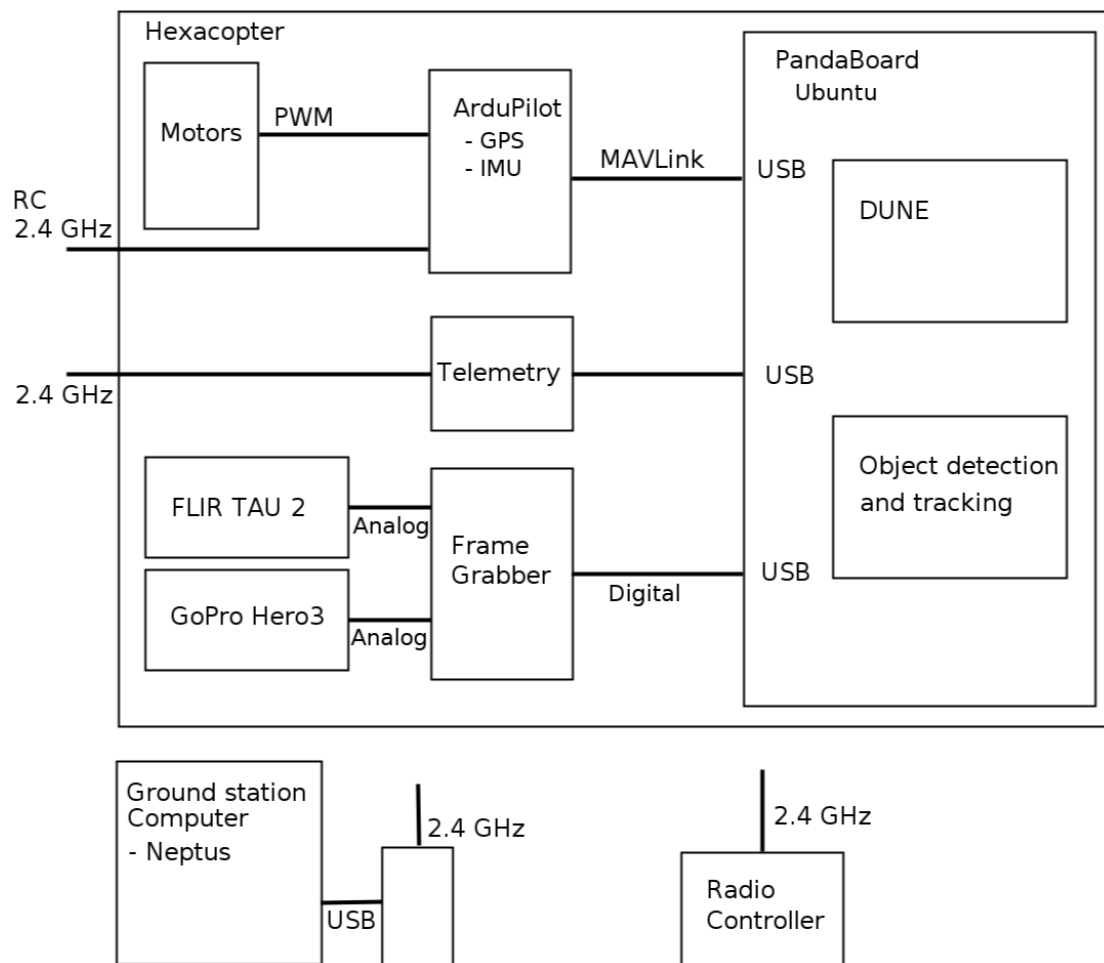 Hexacopter
Motors
PWM
ArduPilot
- GPS
- IMU
MAVLink
PandaBoard
Ubuntu
USB
DUNE
RC
2.4 GHz
2.4 GHz
Telemetry
USB
FLIR TAU 2
Analog
GoPro Hero3
Analog
Frame
Grabber
Digital
USB
Object detection
and tracking
Ground station
Computer
- Neptus
USB
2.4 GHz
2.4 GHz
Radio
Controller